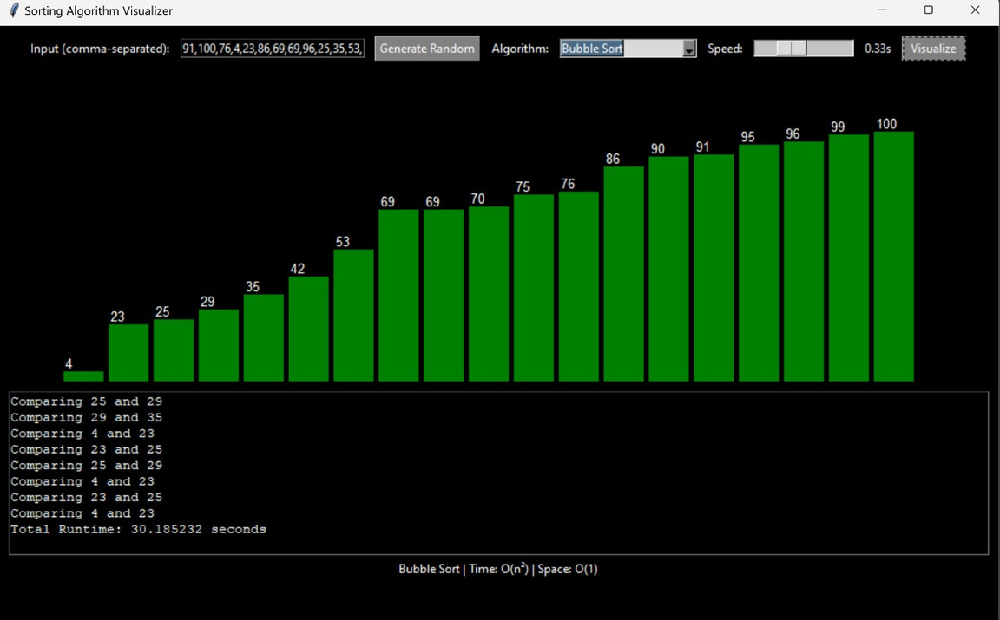 Sorting Algorithm Visualizer
Input (comma-separated): 91,100,76,4,23,86,69,69,96,25,35,53, Generate Random Algorithm: Bubble Sort Speed: 0.33s Visualize
4 23 25 29 35 42 53 69 69 70 75 76 86 90 91 95 96 99 100
Comparing 25 and 29
Comparing 29 and 35
Comparing 4 and 23
Comparing 23 and 25
Comparing 25 and 29
Comparing 4 and 23
Comparing 23 and 25
Comparing 4 and 23
Total Runtime: 30.185232 seconds
Bubble Sort | Time: O(n²) | Space: O(1)